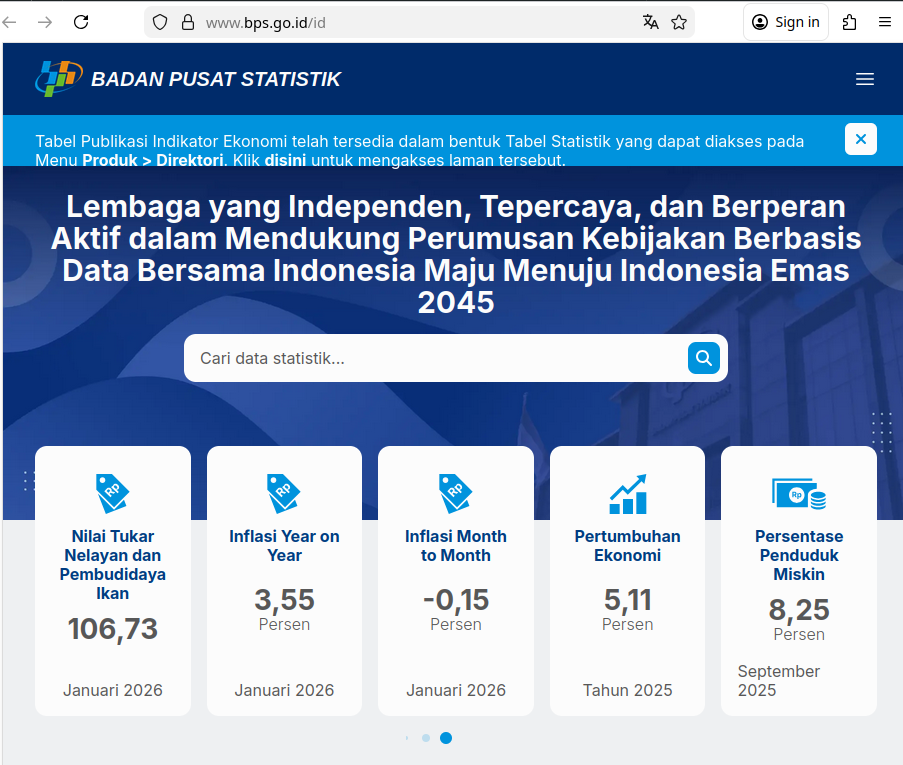 www.bps.go.id/id
Sign in
BADAN PUSAT STATISTIK
Tabel Publikasi Indikator Ekonomi telah tersedia dalam bentuk Tabel Statistik yang dapat diakses pada
Menu Produk > Direktori. Klik disini untuk mengakses laman tersebut.
Lembaga yang Independen, Tepercaya, dan Berperan
Aktif dalam Mendukung Perumusan Kebijakan Berbasis
Data Bersama Indonesia Maju Menuju Indonesia Emas
2045
Cari data statistik...
Rp
Nilai Tukar
Nelayan dan
Pembudidaya
Ikan
106,73
Januari 2026
Rp
Inflasi Year on
Year
3,55
Persen
Januari 2026
Rp
Inflasi Month
to Month
-0,15
Persen
Januari 2026
Pertumbuhan
Ekonomi
5,11
Persen
Tahun 2025
Rp
Persentase
Penduduk
Miskin
8,25
Persen
September
2025